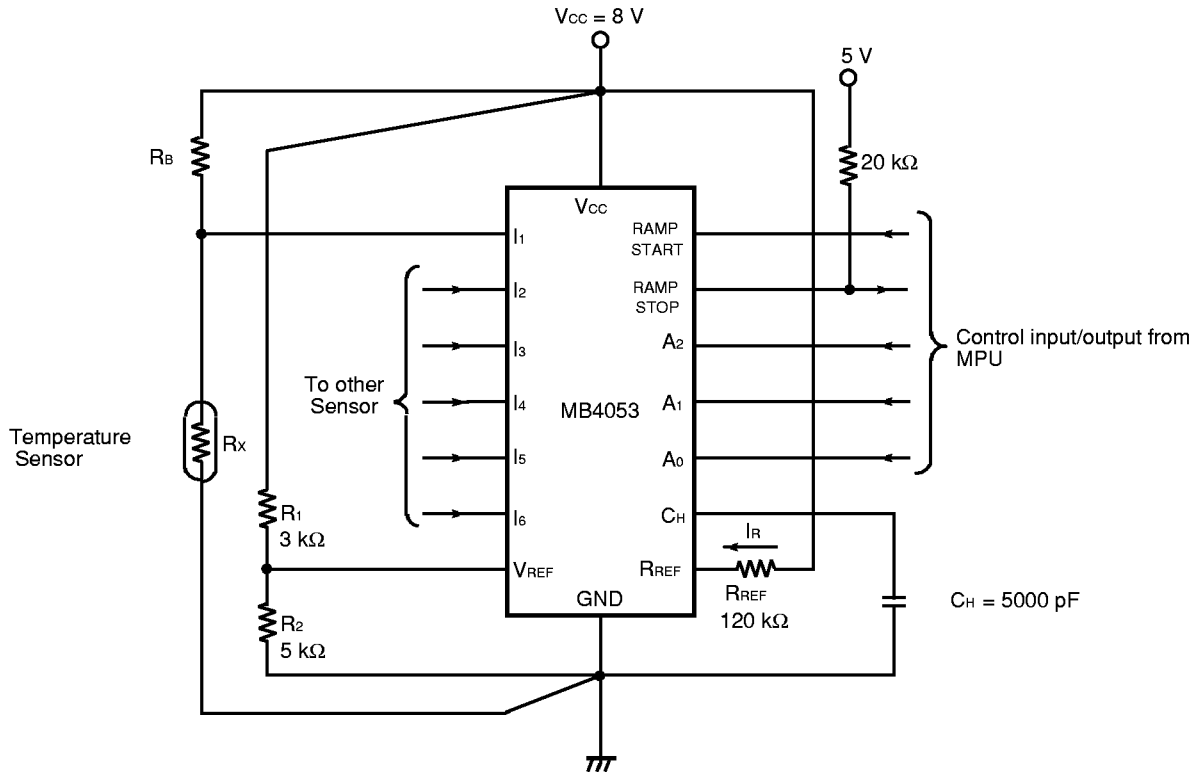 VCC = 8 V
5 V
RB
20 kΩ
VCC
I1
RAMP
START
I2
RAMP
STOP
I3
A2
Control input/output from
MPU
To other
Sensor
I4
MB4053
A1
Temperature
Sensor
RX
I5
A0
R1
3 kΩ
I6
CH
IR
VREF
RREF
GND
RREF
120 kΩ
CH = 5000 pF
R2
5 kΩ